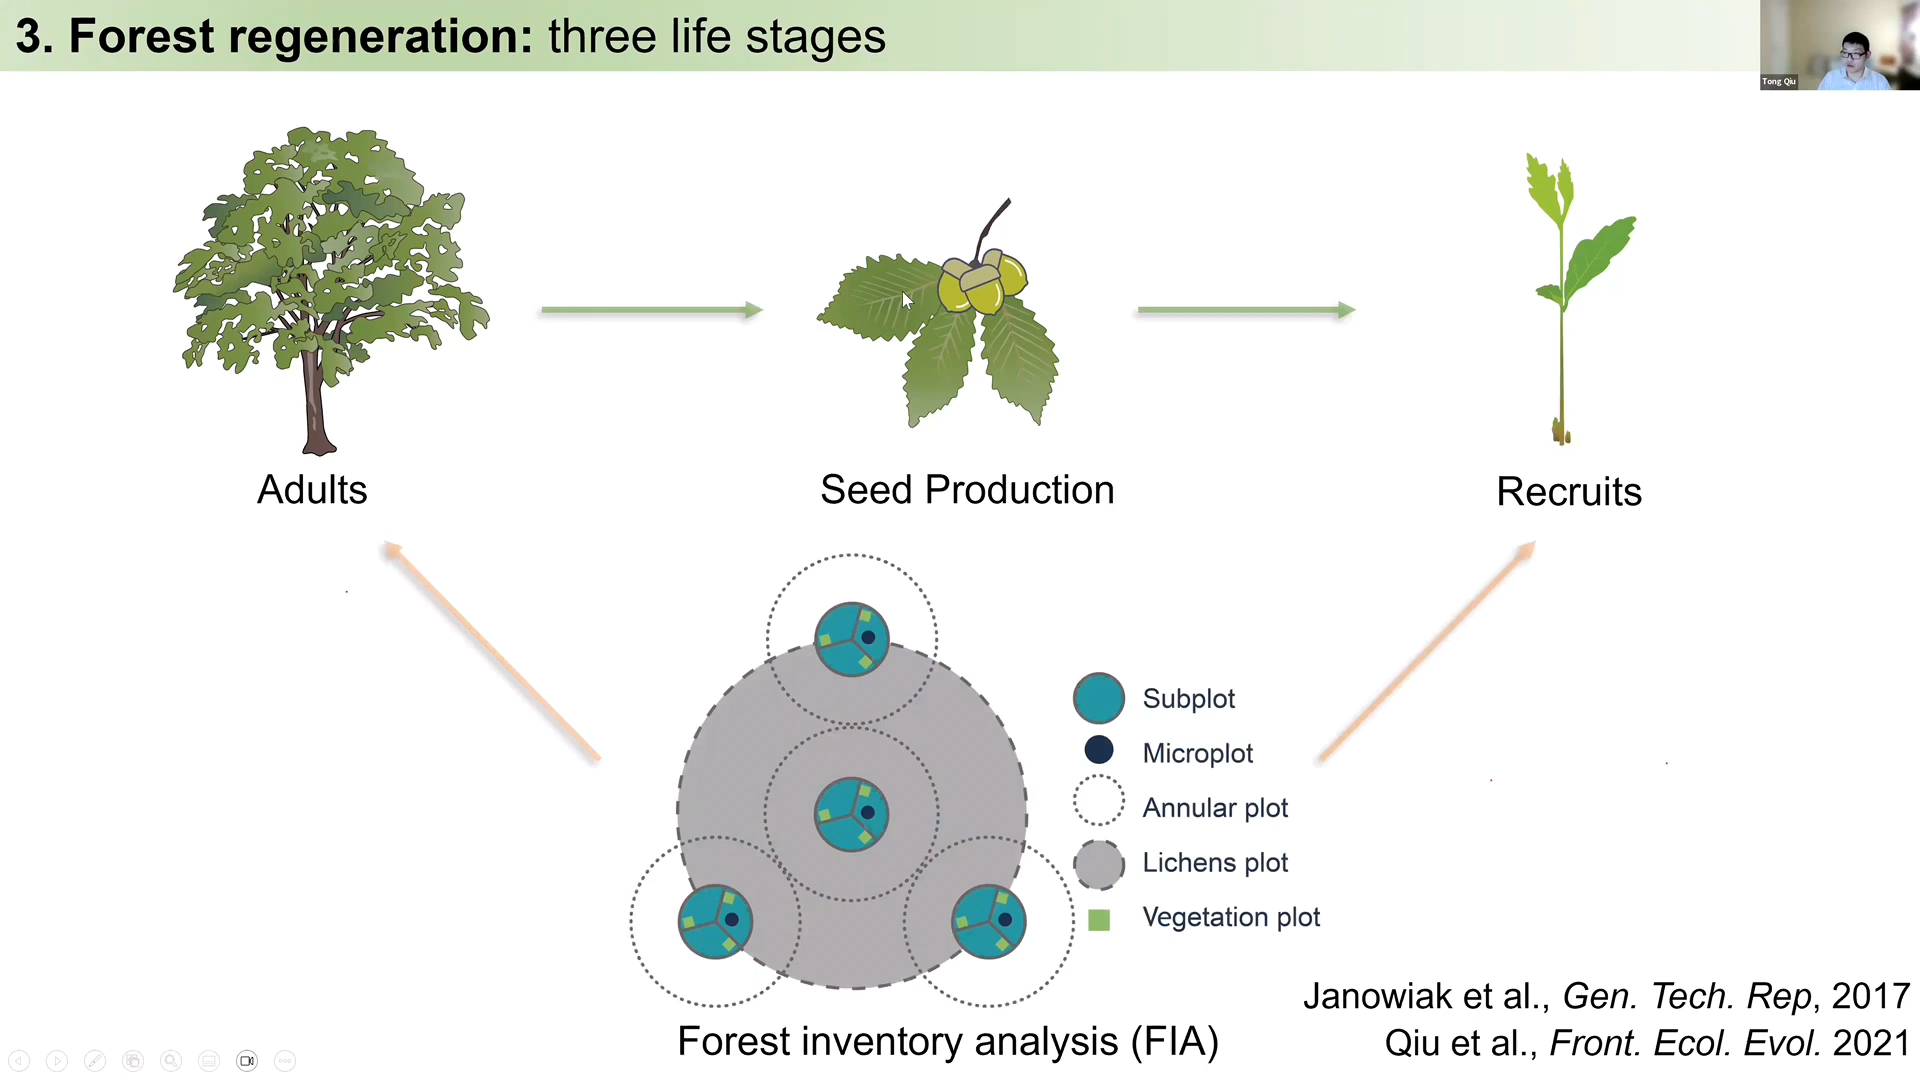 3. Forest regeneration: three life stages
Tong Qiu
Adults
Seed Production
Recruits
Subplot
Microplot
Annular plot
Lichens plot
Vegetation plot
Forest inventory analysis (FIA)
Janowiak et al., Gen. Tech. Rep, 2017
Qiu et al., Front. Ecol. Evol. 2021